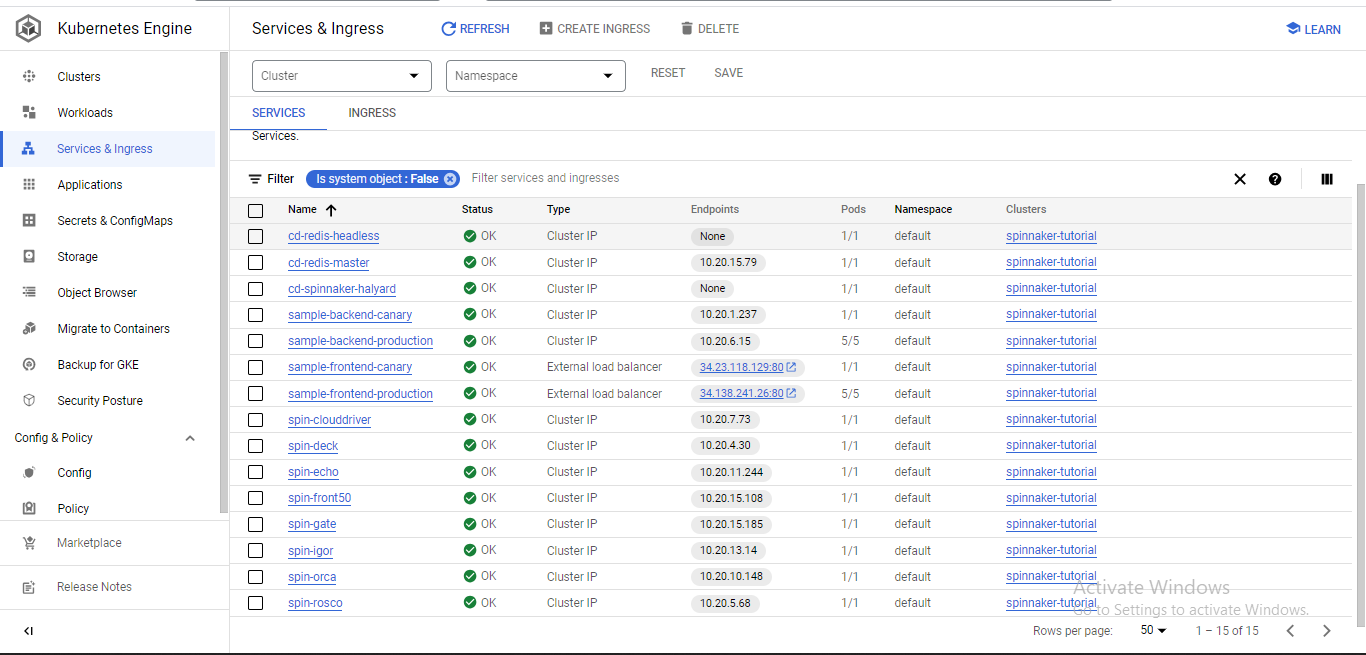 Kubernetes Engine
Services & Ingress
REFRESH
CREATE INGRESS
DELETE
LEARN
Clusters
Workloads
Services & Ingress
Applications
Secrets & ConfigMaps
Storage
Object Browser
Migrate to Containers
Backup for GKE
Security Posture
Config & Policy
Config
Policy
Marketplace
Release Notes
Cluster
Namespace
RESET
SAVE
SERVICES
INGRESS
Services.
Filter
Is system object : False
Filter services and ingresses
Name Status Type Endpoints Pods Namespace Clusters
cd-redis-headless OK Cluster IP None 1/1 default spinnaker-tutorial
cd-redis-master OK Cluster IP 10.20.15.79 1/1 default spinnaker-tutorial
cd-spinnaker-halyard OK Cluster IP None 1/1 default spinnaker-tutorial
sample-backend-canary OK Cluster IP 10.20.1.237 1/1 default spinnaker-tutorial
sample-backend-production OK Cluster IP 10.20.6.15 5/5 default spinnaker-tutorial
sample-frontend-canary OK External load balancer 34.23.118.129:80 1/1 default spinnaker-tutorial
sample-frontend-production OK External load balancer 34.138.241.26:80 5/5 default spinnaker-tutorial
spin-clouddriver OK Cluster IP 10.20.7.73 1/1 default spinnaker-tutorial
spin-deck OK Cluster IP 10.20.4.30 1/1 default spinnaker-tutorial
spin-echo OK Cluster IP 10.20.11.244 1/1 default spinnaker-tutorial
spin-front50 OK Cluster IP 10.20.15.108 1/1 default spinnaker-tutorial
spin-gate OK Cluster IP 10.20.15.185 1/1 default spinnaker-tutorial
spin-igor OK Cluster IP 10.20.13.14 1/1 default spinnaker-tutorial
spin-orca OK Cluster IP 10.20.10.148 1/1 default spinnaker-tutorial
spin-rosco OK Cluster IP 10.20.5.68 1/1 default spinnaker-tutorial
Activate Windows
Go to Settings to activate Windows.
Rows per page: 50 1 – 15 of 15